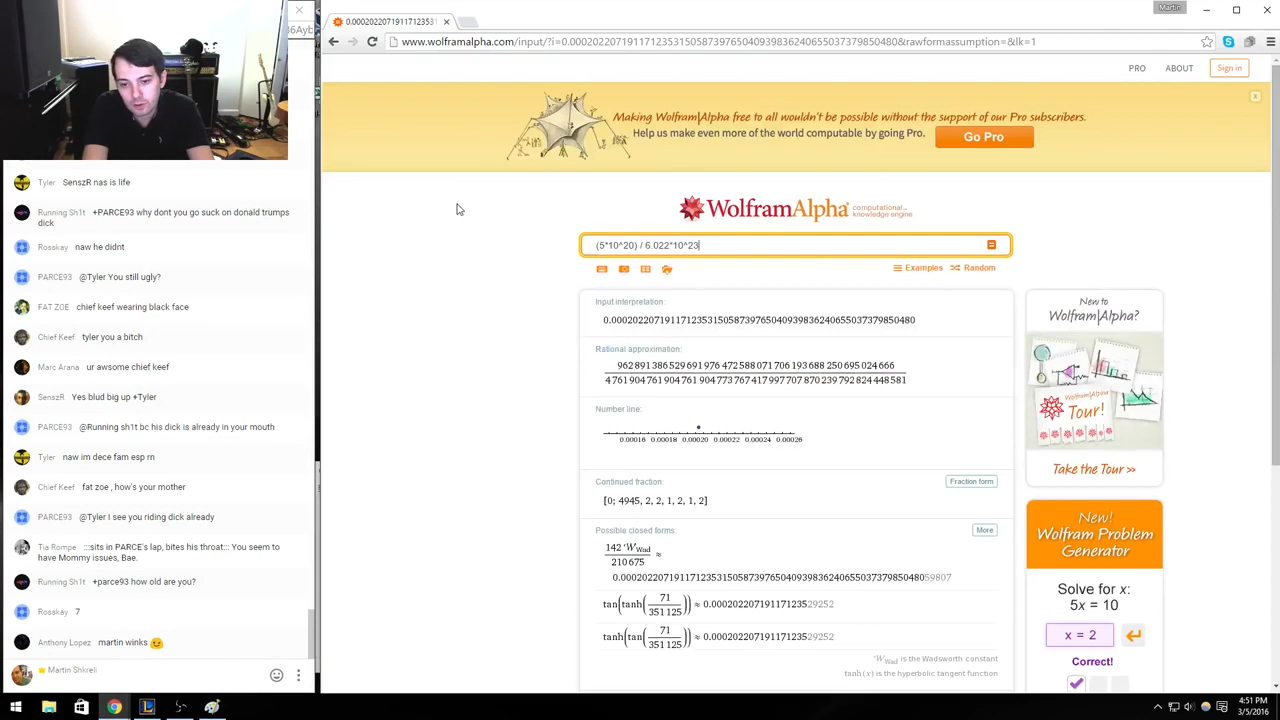 36Ayb
Tyler SenszR nas is life
Running Sh1t +PARCE93 why dont you go suck on donald trumps
dick
Rosskay naw he didnt
PARCE93 @Tyler You still ugly?
FAT ZOE chief keef wearing black face
Chief Keef tyler you a bitch
Marc Arana ur awsome chief keef
SenszR Yes blud big up +Tyler
PARCE93 @Running sh1t bc his dick is already in your mouth
Tyler naw im dece fam esp rn
Chief Keef fat zoe , how's your mother
PARCE93 @Tyler I see you riding dick already
Tia Rompe :::sits in PARCE's lap, bites his throat::: You seem to
have Mommy issues, Bae.
Running Sh1t +parce93 how old are you?
Rosskay 7
Anthony Lopez martin winks 😉
Martin Shkreli
0.0002022071911712353​1
Martin
www.wolframalpha.com/input/?i=0.000202207191171235315058739765040939836240655037379850480&rawformassumption=&lk=1
PRO ABOUT Sign in
Making Wolfram|Alpha free to all wouldn't be possible without the support of our Pro subscribers.
Help us make even more of the world computable by going Pro. Go Pro
WolframAlpha computational... knowledge engine
(5*10^20) / 6.022*10^23
Examples Random
Input interpretation:
0.000202207191171235315058739765040939836240655037379850480
Rational approximation:
962 891 386 529 691 976 472 588 071 706 193 688 250 695 024 666
4 761 904 761 904 761 904 773 767 417 997 707 870 239 792 824 448 581
Number line:
0.00016 0.00018 0.00020 0.00022 0.00024 0.00026
Continued fraction: Fraction form
[0; 4945, 2, 2, 1, 2, 1, 2]
Possible closed forms: More
142 𝒲Wad
210 675 ≈
0.00020220719117123531505873976504093983624065503737985048059807
tan(tanh(71/351 125)) ≈ 0.00020220719117123529252
tanh(tan(71/351 125)) ≈ 0.00020220719117123529252
𝒲Wad is the Wadsworth constant
tanh(x) is the hyperbolic tangent function
New to
Wolfram|Alpha?
Wolfram|Alpha
Tour!
Take the Tour >>
New!
Wolfram Problem
Generator
Solve for x:
5x = 10
x = 2
Correct!
4:51 PM
3/5/2016